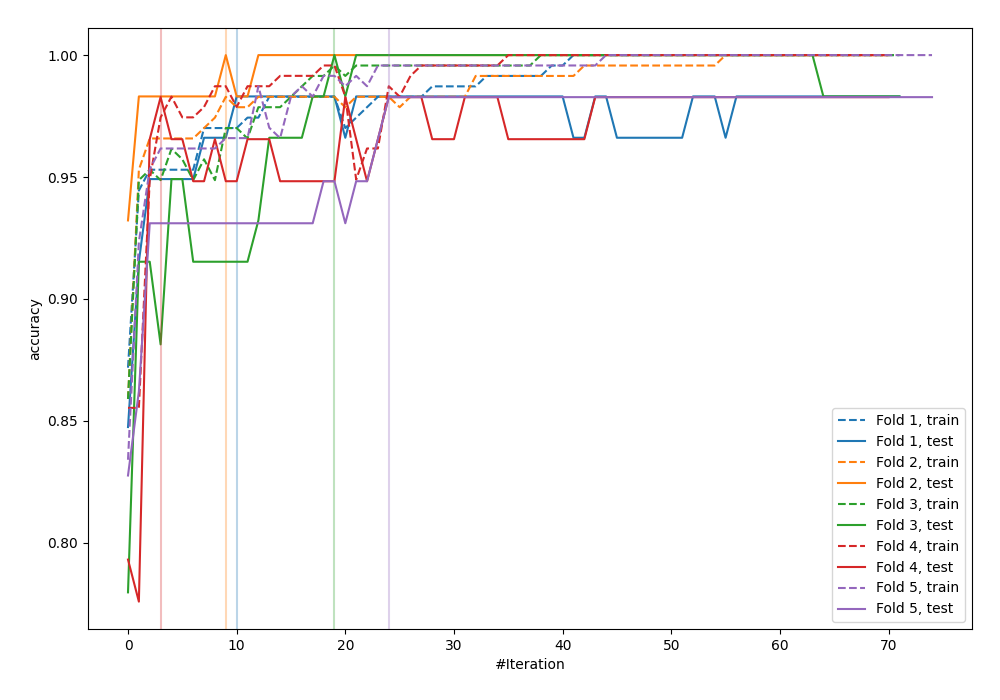 1.00
0.95
0.90
0.85
0.80
accuracy
0
10
20
30
40
50
60
70
#Iteration
Fold 1, train
Fold 1, test
Fold 2, train
Fold 2, test
Fold 3, train
Fold 3, test
Fold 4, train
Fold 4, test
Fold 5, train
Fold 5, test